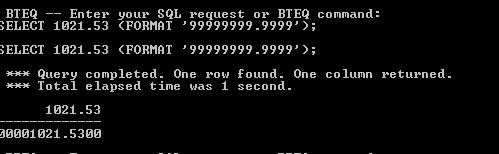 BTEQ -- Enter your SQL request or BTEQ command:
SELECT 1021.53 (FORMAT '99999999.9999');
SELECT 1021.53 (FORMAT '99999999.9999');
*** Query completed. One row found. One column returned.
*** Total elapsed time was 1 second.
1021.53
-------------
00001021.5300